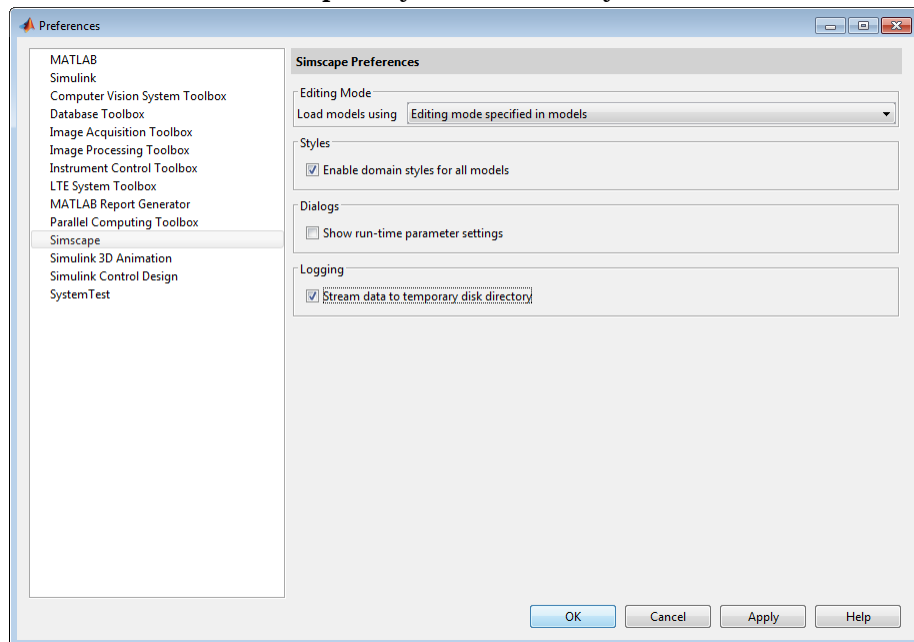 Preferences
MATLAB
Simulink
Computer Vision System Toolbox
Database Toolbox
Image Acquisition Toolbox
Image Processing Toolbox
Instrument Control Toolbox
LTE System Toolbox
MATLAB Report Generator
Parallel Computing Toolbox
Simscape
Simulink 3D Animation
Simulink Control Design
SystemTest
Simscape Preferences
Editing Mode
Load models using Editing mode specified in models
Styles
Enable domain styles for all models
Dialogs
Show run-time parameter settings
Logging
Stream data to temporary disk directory
OK Cancel Apply Help